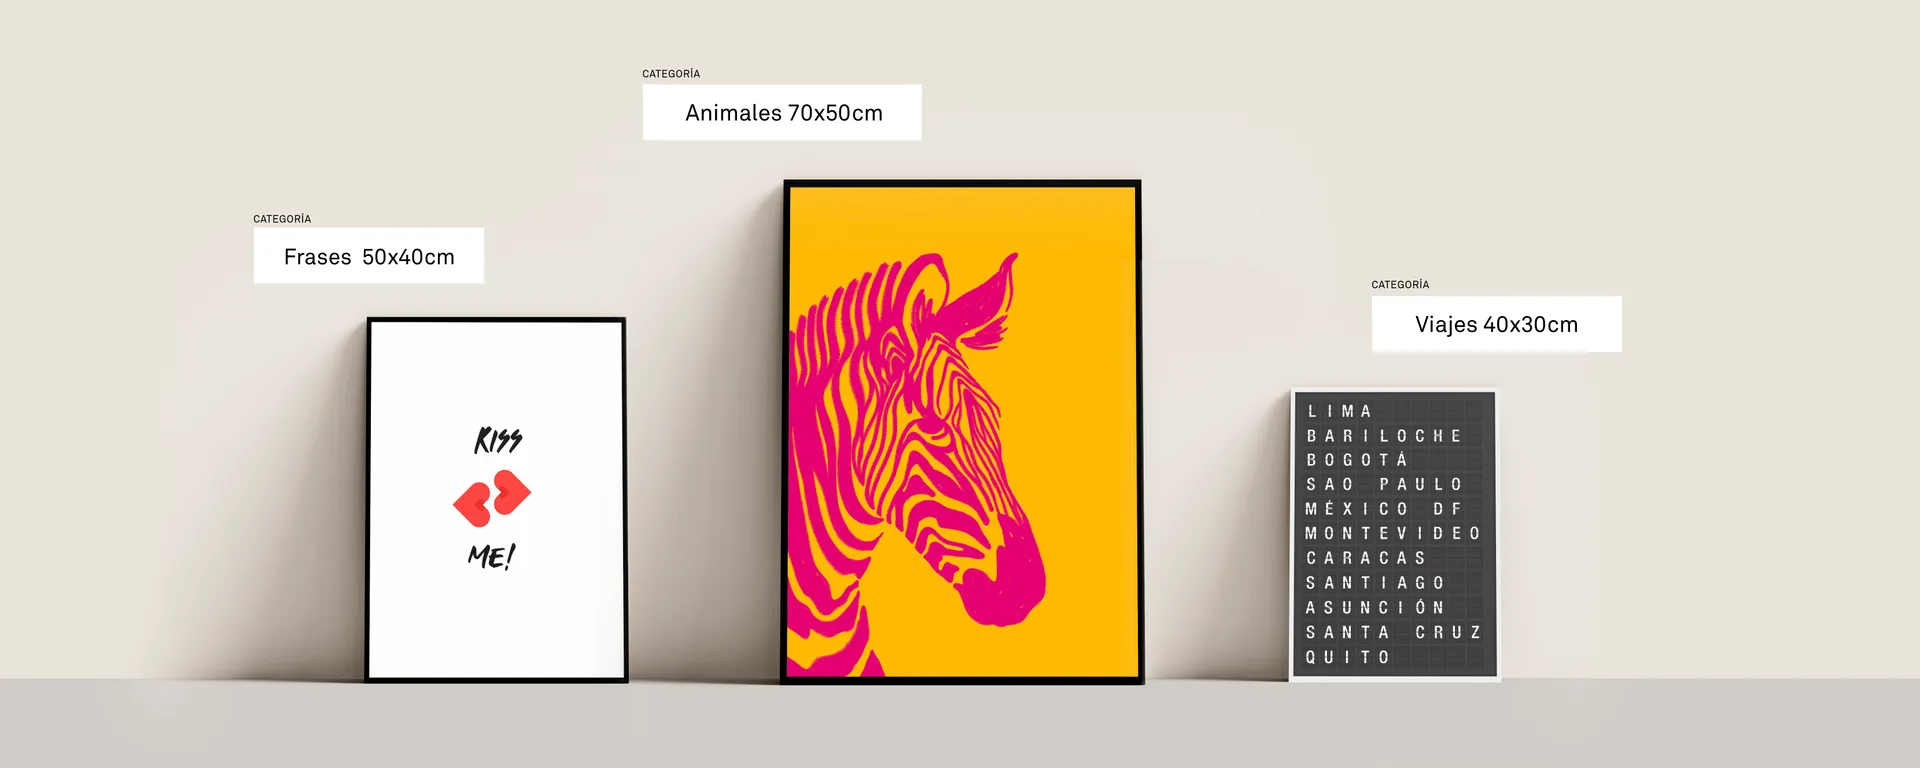 CATEGORÍA
Animales 70x50cm
CATEGORÍA
Frases 50x40cm
CATEGORÍA
Viajes 40x30cm
KISS
ME!
LIMA
BARILOCHE
BOGOTÁ
SAO PAULO
MÉXICO DF
MONTEVIDEO
CARACAS
SANTIAGO
ASUNCIÓN
SANTA CRUZ
QUITO